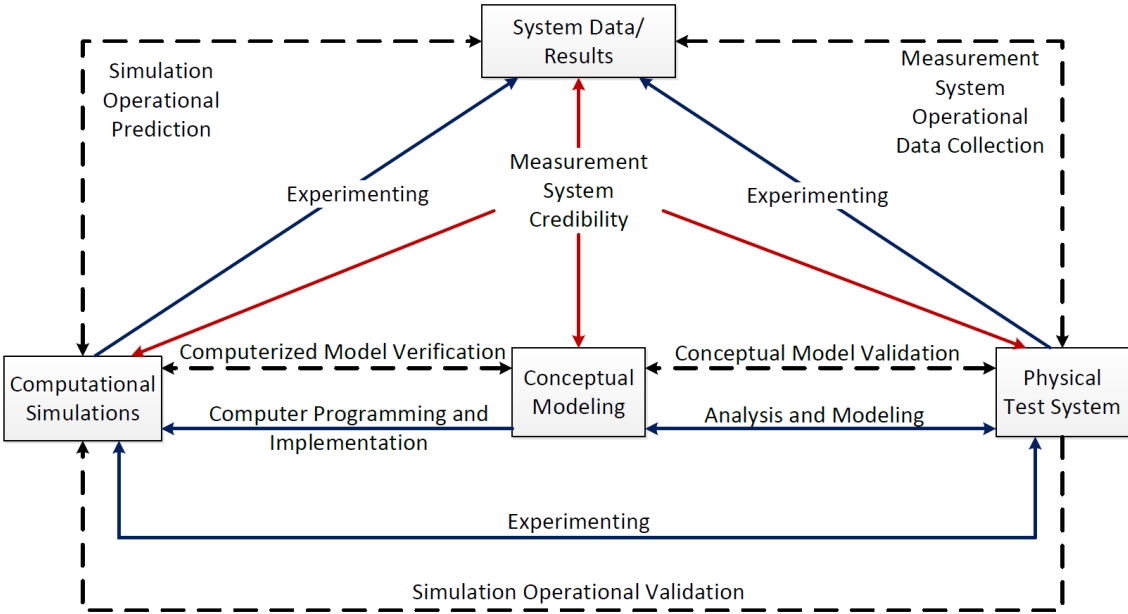 System Data/
Results
Simulation
Operational
Prediction
Measurement
System
Operational
Data Collection
Experimenting
Measurement
System
Credibility
Experimenting
Computational
Simulations
Computerized Model Verification
Conceptual
Modeling
Conceptual Model Validation
Physical
Test System
Computer Programming and
Implementation
Analysis and Modeling
Experimenting
Simulation Operational Validation